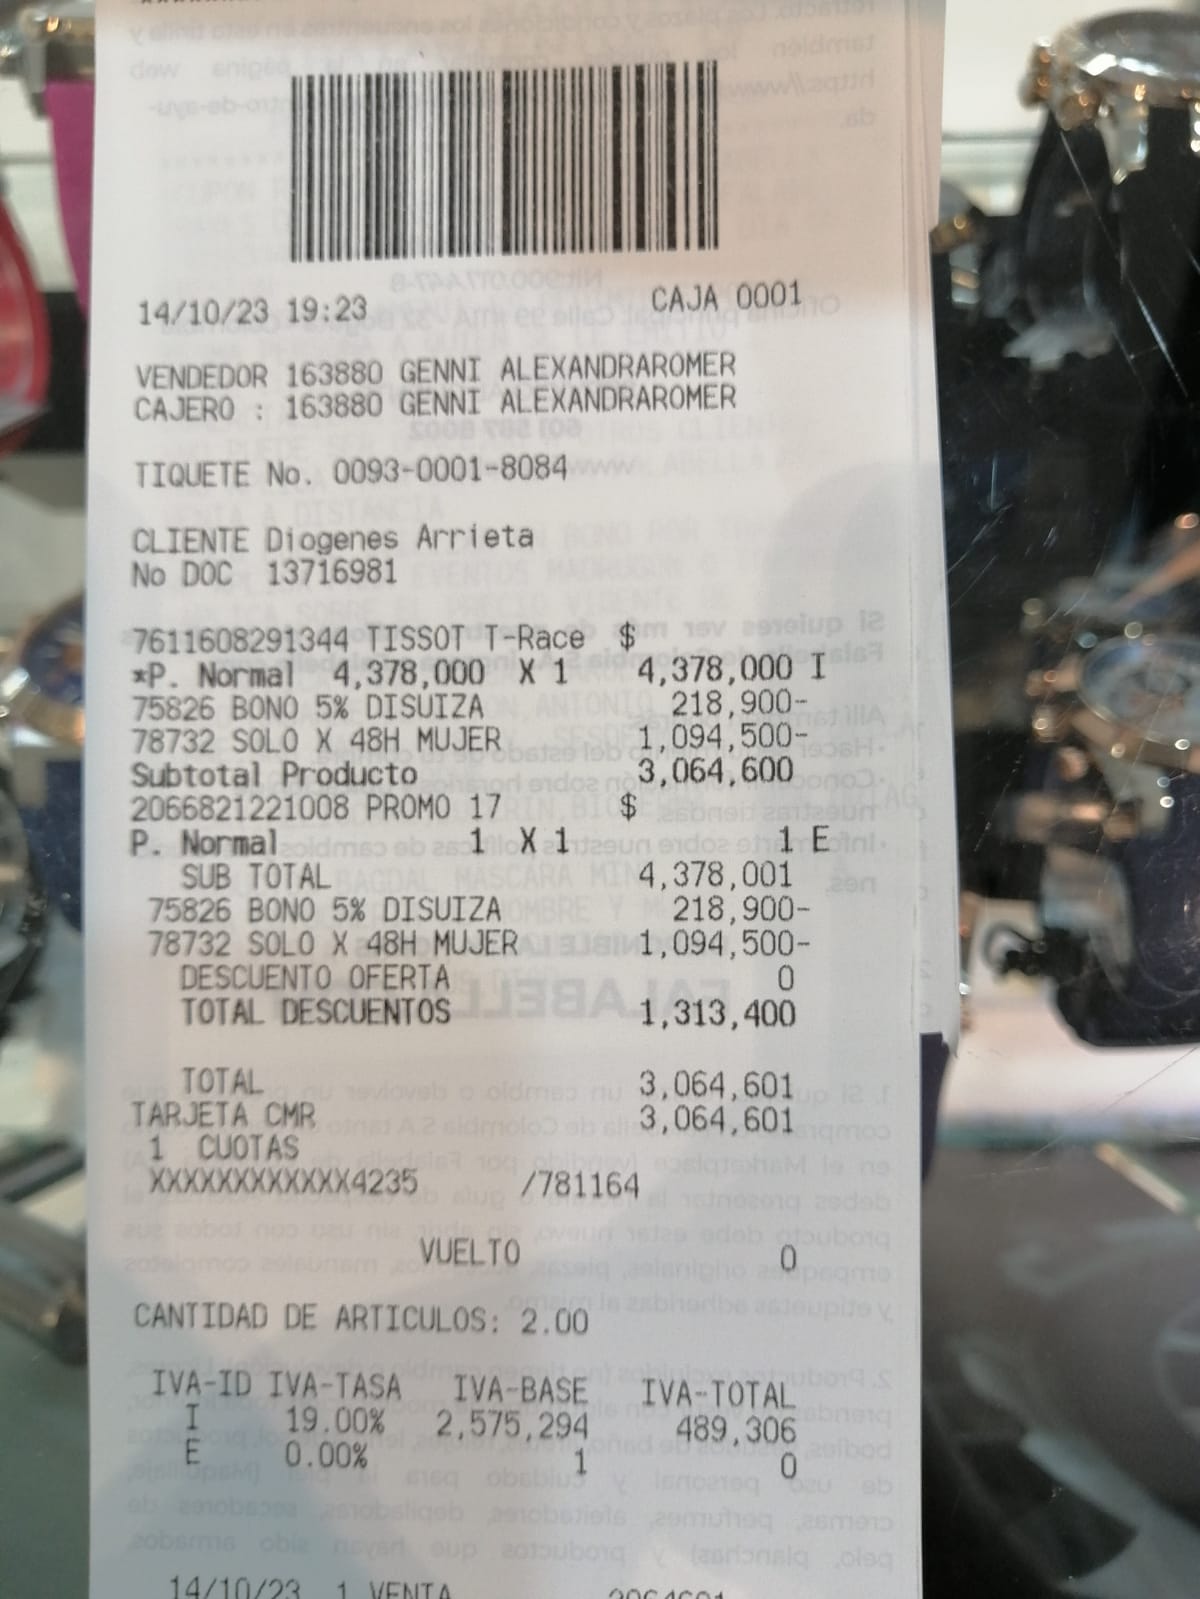 14/10/23 19:23 CAJA 0001
VENDEDOR 163880 GENNI ALEXANDRAROMER
CAJERO : 163880 GENNI ALEXANDRAROMER
TIQUETE No. 0093-0001-8084
CLIENTE Diogenes Arrieta
No DOC 13716981
7611608291344 TISSOT T-Race $
*P. Normal 4,378,000 X 1 4,378,000 I
75826 BONO 5% DISUIZA 218,900-
78732 SOLO X 48H MUJER 1,094,500-
Subtotal Producto 3,064,600
2066821221008 PROMO 17 $
P. Normal 1 X 1 1 E
SUB TOTAL 4,378,001
75826 BONO 5% DISUIZA 218,900-
78732 SOLO X 48H MUJER 1,094,500-
DESCUENTO OFERTA 0
TOTAL DESCUENTOS 1,313,400
TOTAL 3,064,601
TARJETA CMR 3,064,601
1 CUOTAS
XXXXXXXXXXXX4235 /781164
VUELTO 0
CANTIDAD DE ARTICULOS: 2.00
IVA-ID IVA-TASA IVA-BASE IVA-TOTAL
I 19.00% 2,575,294 489,306
E 0.00% 1 0
14/10/23 1 VENTA 3064601